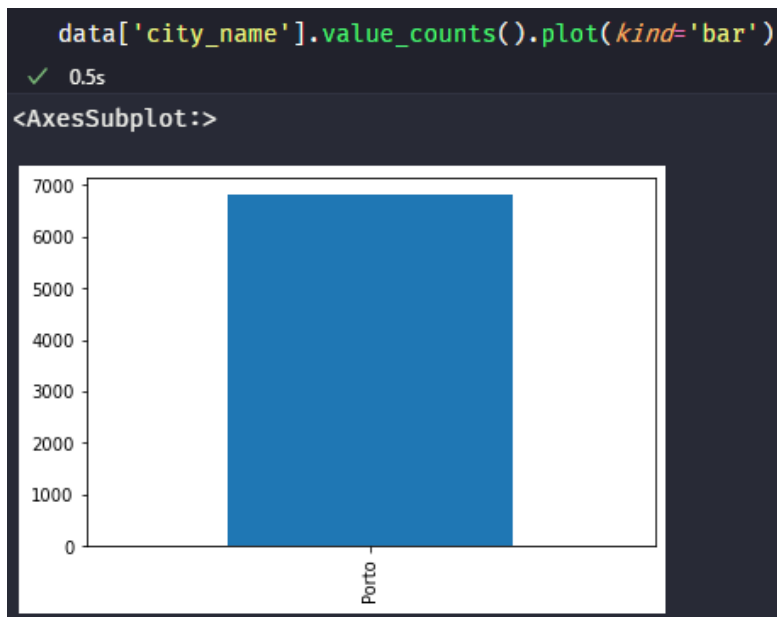 data['city_name'].value_counts().plot(kind='bar')
✓ 0.5s
<AxesSubplot:>
7000
6000
5000
4000
3000
2000
1000
0
Porto